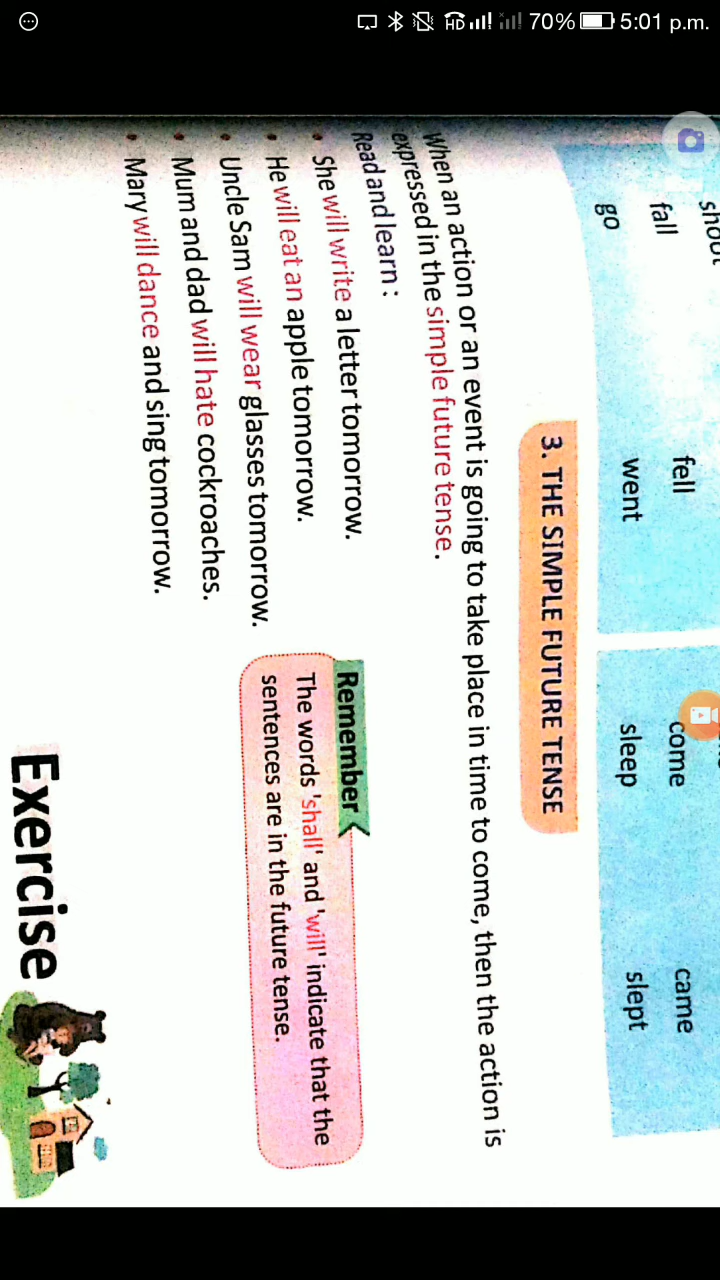 70% 5:01 p.m.
HD
fall fell come came
go went sleep slept
3. THE SIMPLE FUTURE TENSE
When an action or an event is going to take place in time to come, then the action is
expressed in the simple future tense.
Read and learn :
• She will write a letter tomorrow.
• He will eat an apple tomorrow.
• Uncle Sam will wear glasses tomorrow.
• Mum and dad will hate cockroaches.
• Mary will dance and sing tomorrow.
Remember
The words 'shall' and 'will' indicate that the
sentences are in the future tense.
Exercise